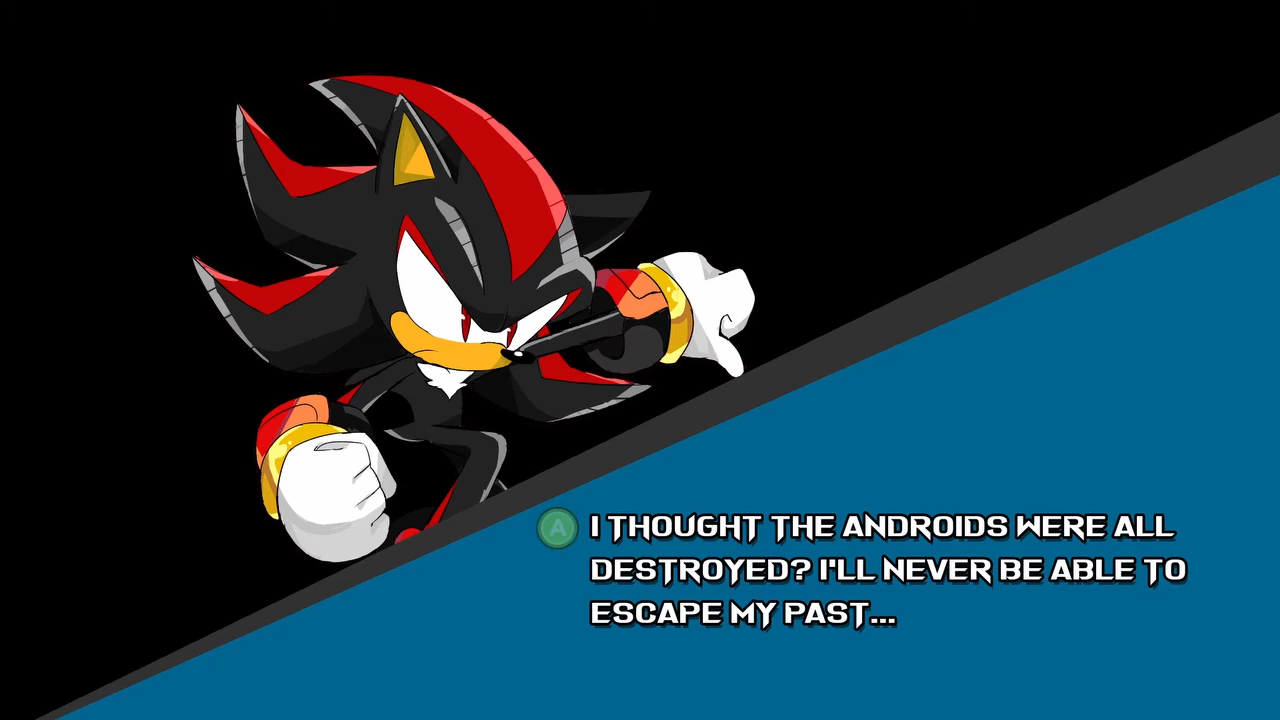 A
I THOUGHT THE ANDROIDS WERE ALL
DESTROYED? I'LL NEVER BE ABLE TO
ESCAPE MY PAST...